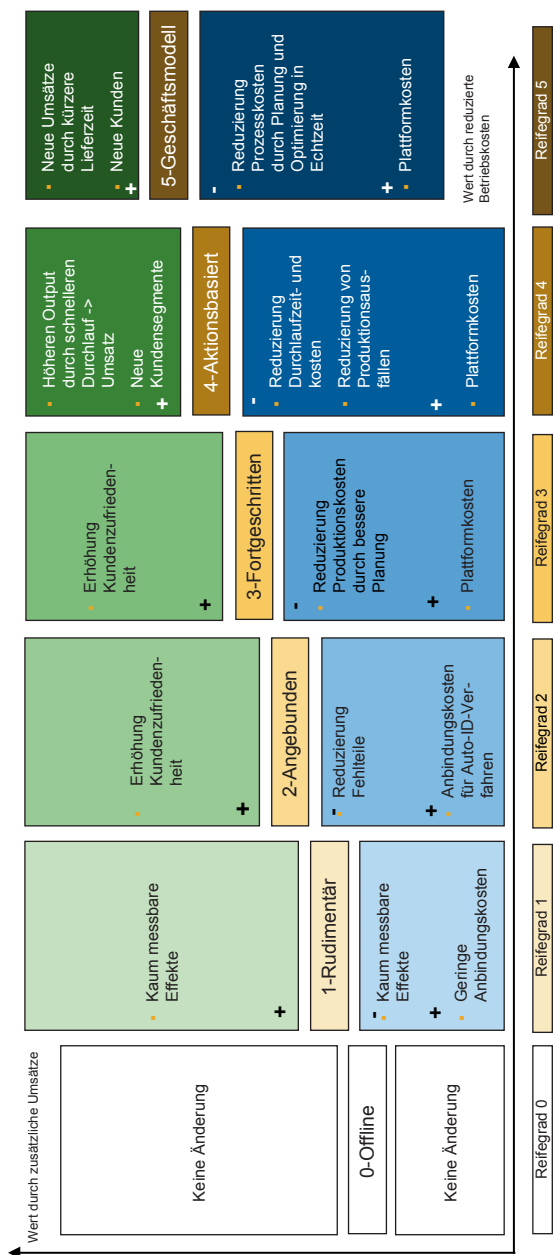 Wert durch zusätzliche Umsätze
Keine Änderung
0-Offline
Keine Änderung
Reifegrad 0
Kaum messbare
Effekte
+
1-Rudimentär
-
Kaum messbare
Effekte
+
Geringe
Anbindungskosten
Reifegrad 1
Erhöhung
Kundenzufrieden-
heit
+
2-Angebunden
-
Reduzierung
Fehlteile
+
Anbindungskosten
für Auto-ID-Ver-
fahren
Reifegrad 2
Erhöhung
Kundenzufrieden-
heit
+
3-Fortgeschritten
-
Reduzierung
Produktionskosten
durch bessere
Planung
+
Plattformkosten
Reifegrad 3
Höheren Output
durch schnelleren
Durchlauf ->
Umsatz
Neue
Kundensegmente
+
4-Aktionsbasiert
-
Reduzierung
Durchlaufzeit- und
kosten
Reduzierung von
Produktionsaus-
fällen
+
Plattformkosten
Reifegrad 4
Neue Umsätze
durch kürzere
Lieferzeit
Neue Kunden
+
5-Geschäftsmodell
-
Reduzierung
Prozesskosten
durch Planung und
Optimierung in
Echtzeit
+
Plattformkosten
Wert durch reduzierte
Betriebskosten
Reifegrad 5